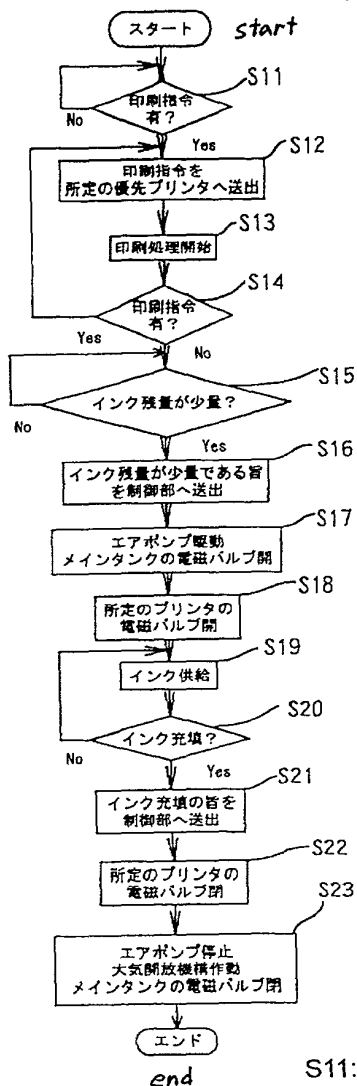 スタート
start
S11
印刷指令
有?
No
Yes
S12
印刷指令を
所定の優先プリンタへ送出
S13
印刷処理開始
S14
印刷指令
有?
Yes
No
S15
インク残量が少量?
No
Yes
S16
インク残量が少量である旨
を制御部へ送出
S17
エアポンプ駆動
メインタンクの電磁バルブ開
S18
所定のプリンタの
電磁バルブ開
S19
インク供給
S20
インク充填?
No
Yes
S21
インク充填の旨を
制御部へ送出
S22
所定のプリンタの
電磁バルブ閉
S23
エアポンプ停止
大気開放機構作動
メインタンクの電磁バルブ閉
エンド
end
S11: